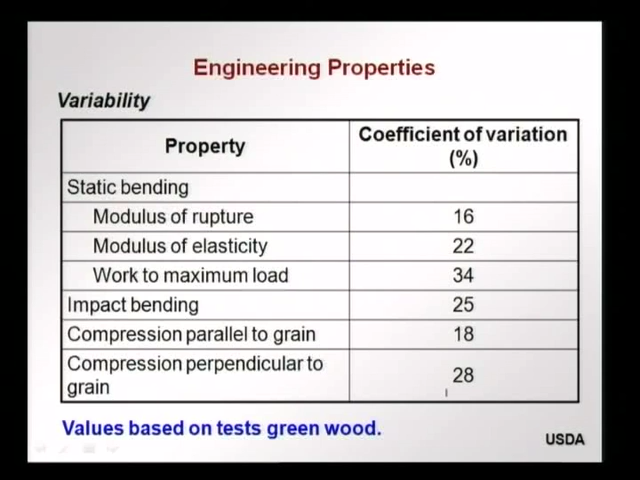 Engineering Properties
Variability
Property
Coefficient of variation
(%)
Static bending
Modulus of rupture 16
Modulus of elasticity 22
Work to maximum load 34
Impact bending 25
Compression parallel to grain 18
Compression perpendicular to
grain 28
Values based on tests green wood.
USDA